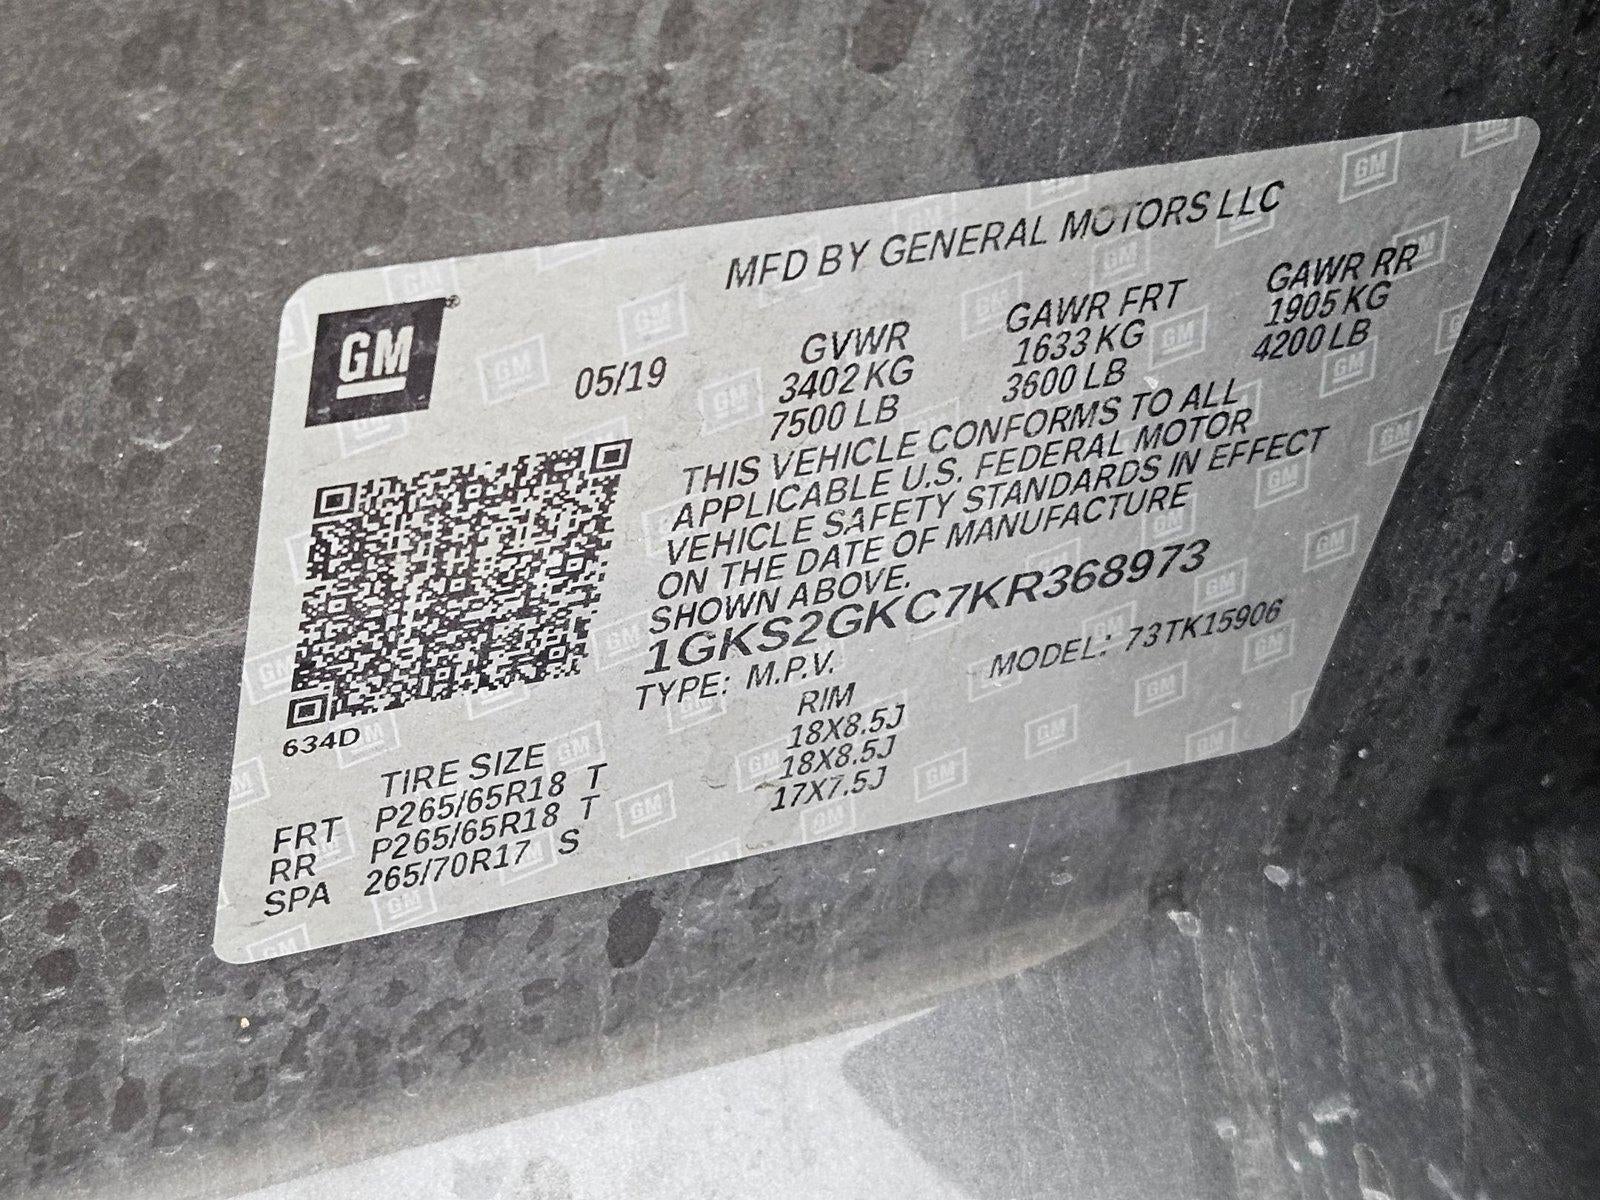 MFD BY GENERAL MOTORS LLC
GM
05/19
GVWR GAWR FRT GAWR RR
3402 KG 1633 KG 1905 KG
7500 LB 3600 LB 4200 LB
THIS VEHICLE CONFORMS TO ALL
APPLICABLE U.S. FEDERAL MOTOR
VEHICLE SAFETY STANDARDS IN EFFECT
ON THE DATE OF MANUFACTURE
SHOWN ABOVE.
1GKS2GKC7KR368973
TYPE: M.P.V. MODEL: 73TK15906
634D
TIRE SIZE RIM
FRT P265/65R18 T 18X8.5J
RR P265/65R18 T 18X8.5J
SPA 265/70R17 S 17X7.5J